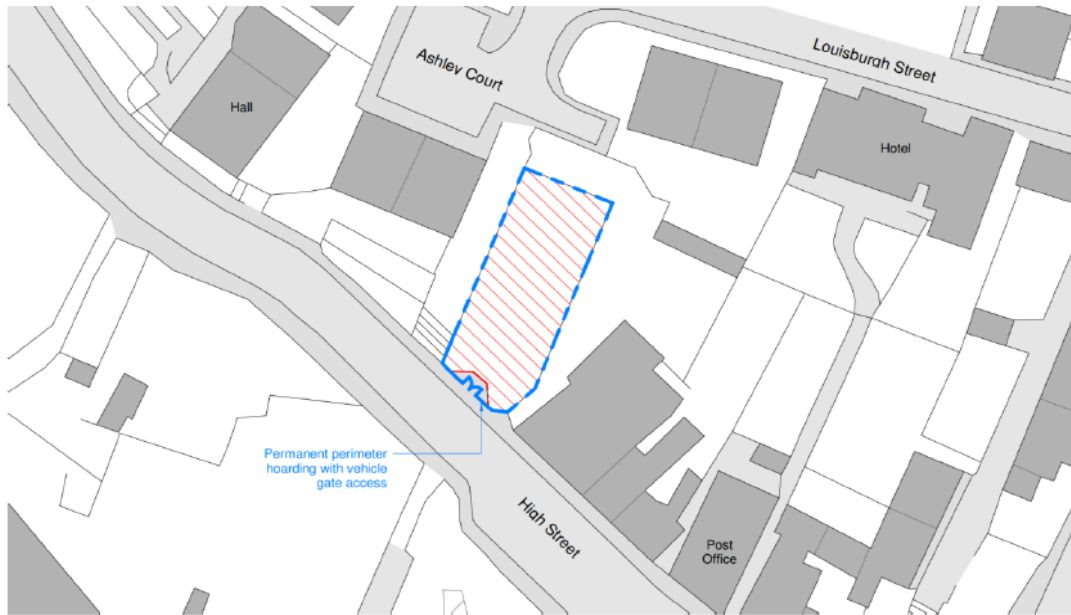 Louisburgh Street
Ashley Court
Hall
Hotel
Permanent perimeter
hoarding with vehicle
gate access
High Street
Post
Office